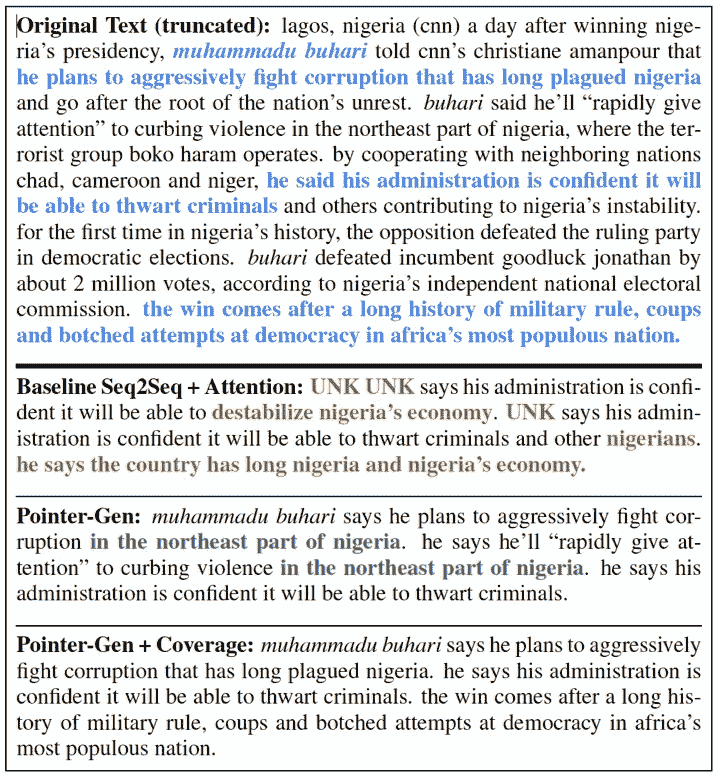 Original Text (truncated): lagos, nigeria (cnn) a day after winning nige-
ria's presidency, muhammadu buhari told cnn's christiane amanpour that
he plans to aggressively fight corruption that has long plagued nigeria
and go after the root of the nation's unrest. buhari said he'll "rapidly give
attention" to curbing violence in the northeast part of nigeria, where the ter-
rorist group boko haram operates. by cooperating with neighboring nations
chad, cameroon and niger, he said his administration is confident it will
be able to thwart criminals and others contributing to nigeria's instability.
for the first time in nigeria's history, the opposition defeated the ruling party
in democratic elections. buhari defeated incumbent goodluck jonathan by
about 2 million votes, according to nigeria's independent national electoral
commission. the win comes after a long history of military rule, coups
and botched attempts at democracy in africa's most populous nation.
Baseline Seq2Seq + Attention: UNK UNK says his administration is confi-
dent it will be able to destabilize nigeria's economy. UNK says his admin-
istration is confident it will be able to thwart criminals and other nigerians.
he says the country has long nigeria and nigeria's economy.
Pointer-Gen: muhammadu buhari says he plans to aggressively fight cor-
ruption in the northeast part of nigeria. he says he'll "rapidly give at-
tention" to curbing violence in the northeast part of nigeria. he says his
administration is confident it will be able to thwart criminals.
Pointer-Gen + Coverage: muhammadu buhari says he plans to aggressively
fight corruption that has long plagued nigeria. he says his administration is
confident it will be able to thwart criminals. the win comes after a long his-
tory of military rule, coups and botched attempts at democracy in africa's
most populous nation.